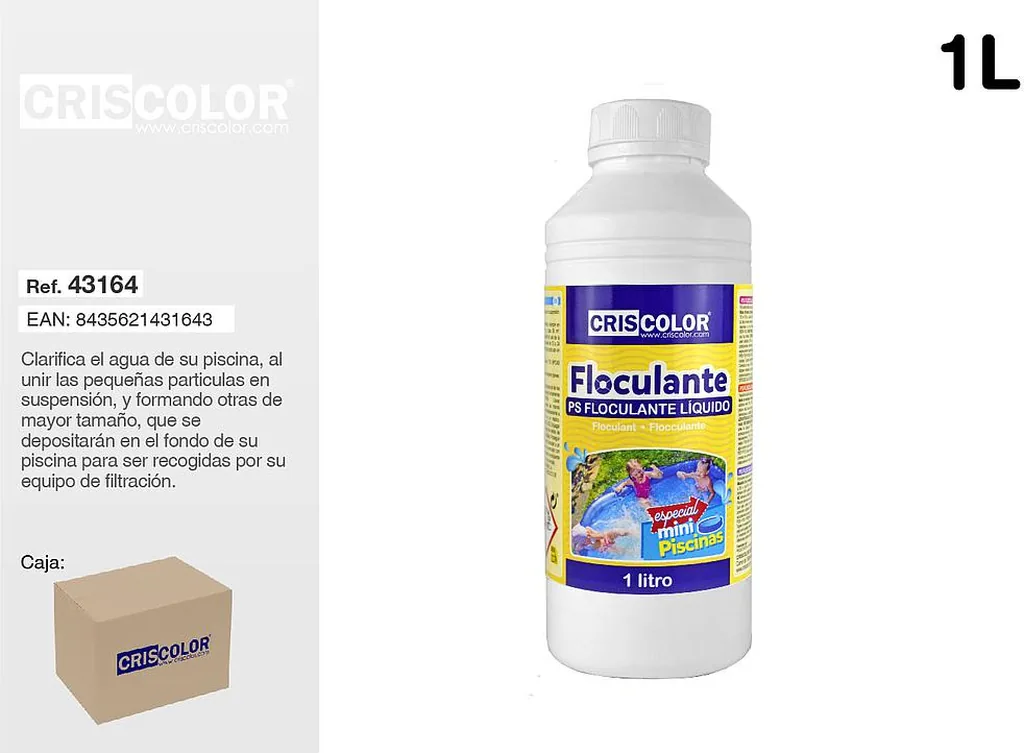 CRISCOLOR®
www.criscolor.com
Ref. 43164
EAN: 8435621431643
Clarifica el agua de su piscina, al
unir las pequeñas particulas en
suspensión, y formando otras de
mayor tamaño, que se
depositarán en el fondo de su
piscina para ser recogidas por su
equipo de filtración.
Caja:
CRISCOLOR
www.criscolor.com
1L
CRISCOLOR®
www.criscolor.com
Floculante
PS FLOCULANTE LÍQUIDO
Floculant • Flocculante
especial
mini
Piscinas
1 litro